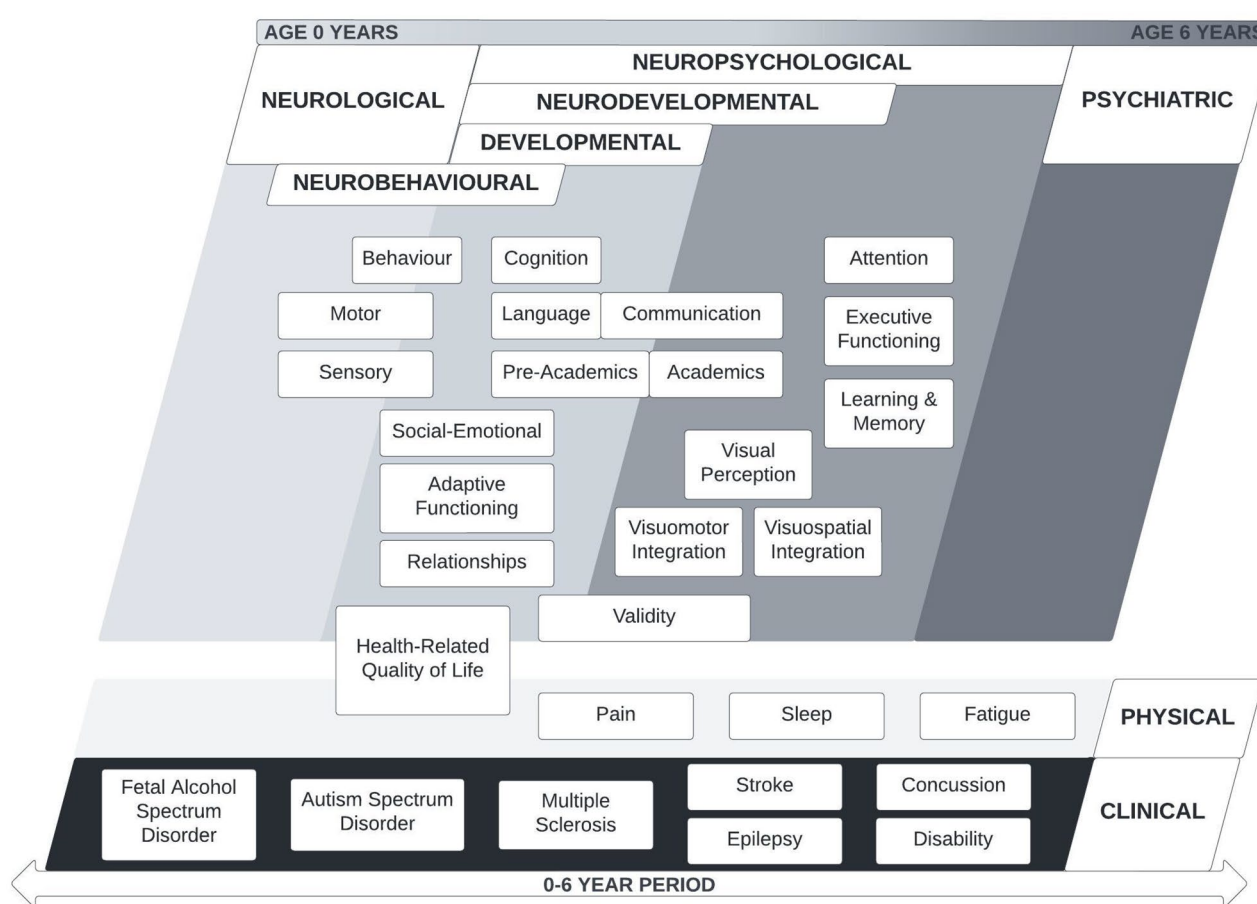 AGE 0 YEARS
AGE 6 YEARS
NEUROLOGICAL
NEUROPSYCHOLOGICAL
NEURODEVELOPMENTAL
DEVELOPMENTAL
NEUROBEHAVIOURAL
PSYCHIATRIC
Behaviour
Cognition
Attention
Motor
Language
Communication
Executive
Functioning
Sensory
Pre-Academics
Academics
Learning &
Memory
Social-Emotional
Visual
Perception
Adaptive
Functioning
Visuomotor
Integration
Visuospatial
Integration
Relationships
Validity
Health-Related
Quality of Life
Pain
Sleep
Fatigue
PHYSICAL
Fetal Alcohol
Spectrum
Disorder
Autism Spectrum
Disorder
Multiple
Sclerosis
Stroke
Epilepsy
Concussion
Disability
CLINICAL
0-6 YEAR PERIOD